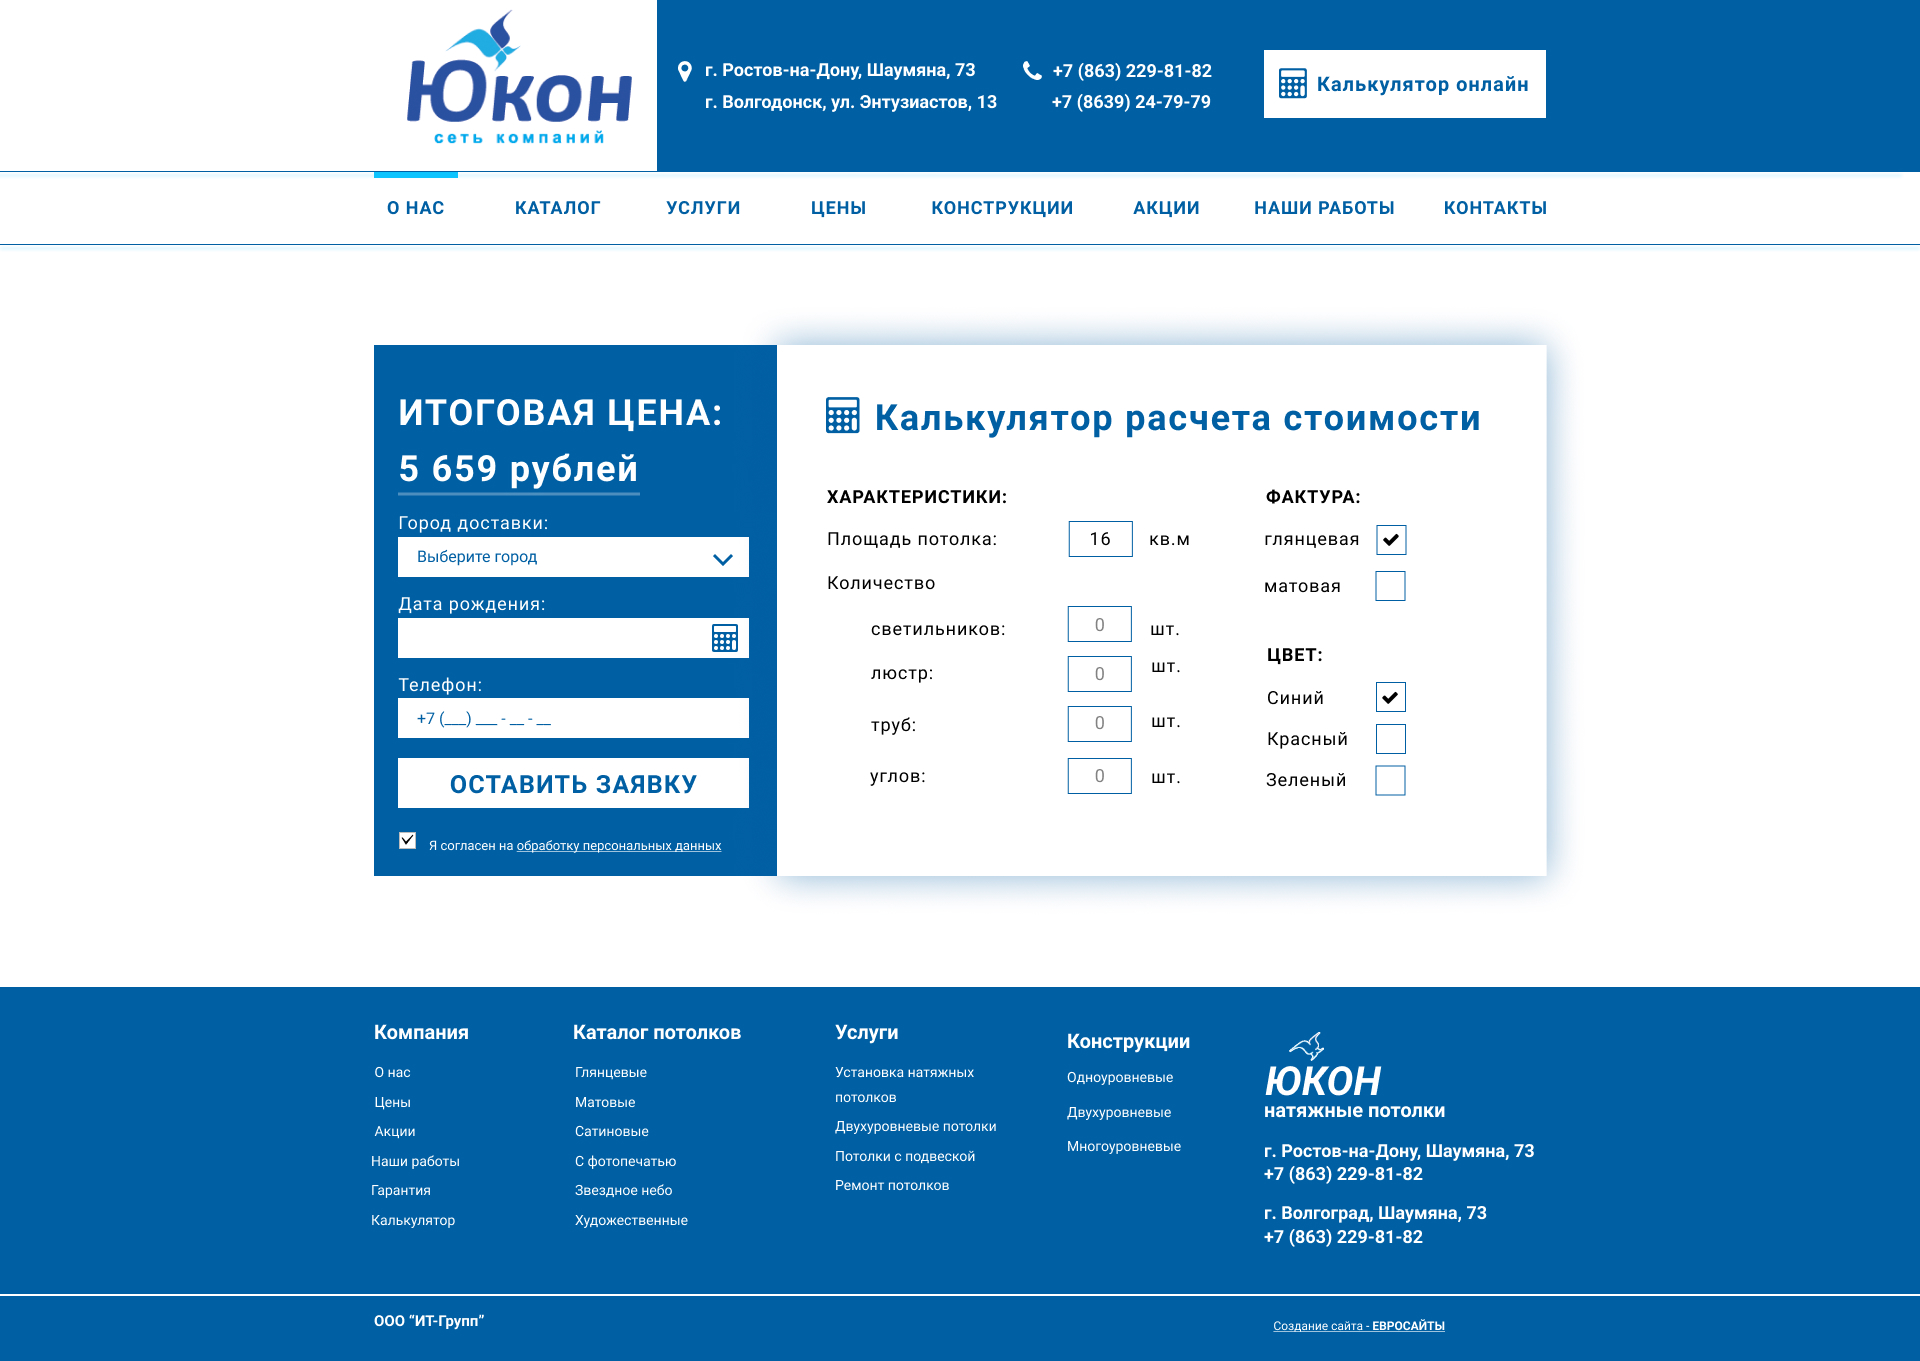 Юкон
сеть компаний
г. Ростов-на-Дону, Шаумяна, 73
г. Волгодонск, ул. Энтузиастов, 13
+7 (863) 229-81-82
+7 (8639) 24-79-79
Калькулятор онлайн
О НАС КАТАЛОГ УСЛУГИ ЦЕНЫ КОНСТРУКЦИИ АКЦИИ НАШИ РАБОТЫ КОНТАКТЫ
ИТОГОВАЯ ЦЕНА:
5 659 рублей
Город доставки:
Выберите город
Дата рождения:
Телефон:
+7 (___) ___ - __ - __
ОСТАВИТЬ ЗАЯВКУ
Я согласен на обработку персональных данных
Калькулятор расчета стоимости
ХАРАКТЕРИСТИКИ:
Площадь потолка: 16 кв.м
Количество
светильников: 0 шт.
люстр: 0 шт.
труб: 0 шт.
углов: 0 шт.
ФАКТУРА:
глянцевая
матовая
ЦВЕТ:
Синий
Красный
Зеленый
Компания
О нас
Цены
Акции
Наши работы
Гарантия
Калькулятор
Каталог потолков
Глянцевые
Матовые
Сатиновые
С фотопечатью
Звездное небо
Художественные
Услуги
Установка натяжных
потолков
Двухуровневые потолки
Потолки с подвеской
Ремонт потолков
Конструкции
Одноуровневые
Двухуровневые
Многоуровневые
ЮКОН
натяжные потолки
г. Ростов-на-Дону, Шаумяна, 73
+7 (863) 229-81-82
г. Волгоград, Шаумяна, 73
+7 (863) 229-81-82
ООО “ИТ-Групп”
Создание сайта - ЕВРОСАЙТЫ